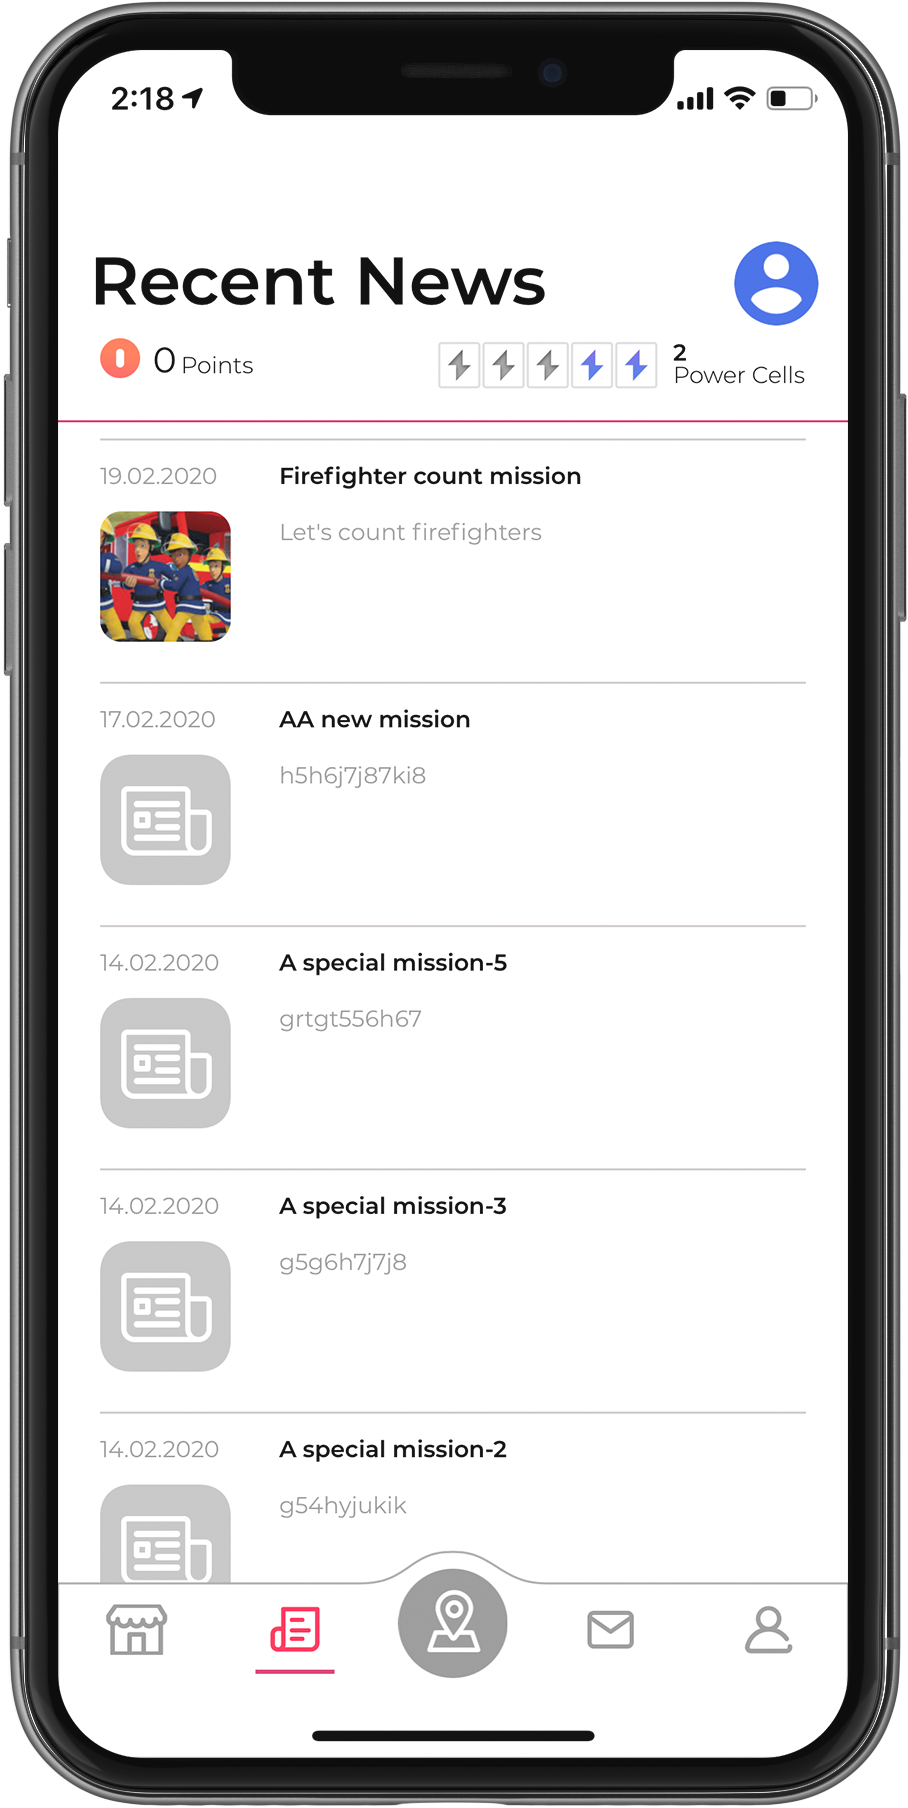 2:18
Recent News
0 Points
2
Power Cells
19.02.2020
Firefighter count mission
Let's count firefighters
17.02.2020
AA new mission
h5h6j7j87ki8
14.02.2020
A special mission-5
grtgt556h67
14.02.2020
A special mission-3
g5g6h7j7j8
14.02.2020
A special mission-2
g54hyjukik